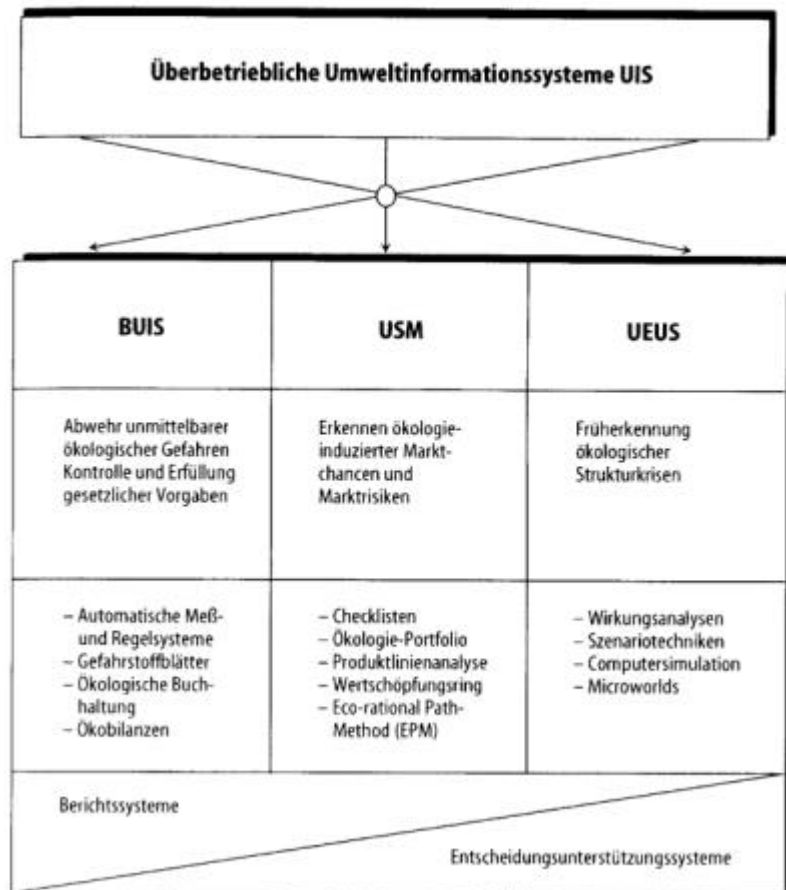 Überbetriebliche Umweltinformationssysteme UIS
BUIS
USM
UEUS
Abwehr unmittelbarer
ökologischer Gefahren
Kontrolle und Erfüllung
gesetzlicher Vorgaben
Erkennen ökologie-
induzierter Markt-
chancen und
Marktrisiken
Früherkennung
ökologischer
Strukturkrisen
– Automatische Meß-
und Regelsysteme
– Gefahrstoffblätter
– Ökologische Buch-
haltung
– Ökobilanzen
– Checklisten
– Ökologie-Portfolio
– Produktlinienanalyse
– Wertschöpfungsring
– Eco-rational Path-
Method (EPM)
– Wirkungsanalysen
– Szenariotechniken
– Computersimulation
– Microworlds
Berichtssysteme
Entscheidungsunterstützungssysteme